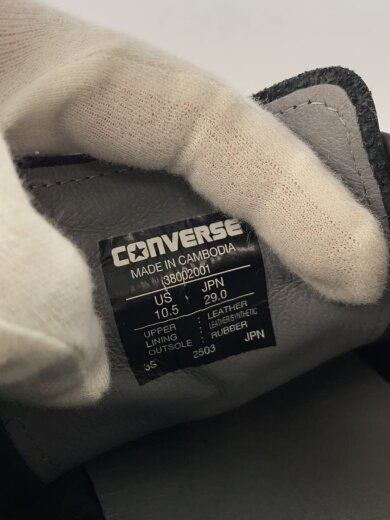 CONVERSE
MADE IN CAMBODIA
38002001
US JPN
10.5 29.0
UPPER : LEATHER
LINING : LEATHER/SYNTHETIC
OUTSOLE : RUBBER
3S 2503 JPN